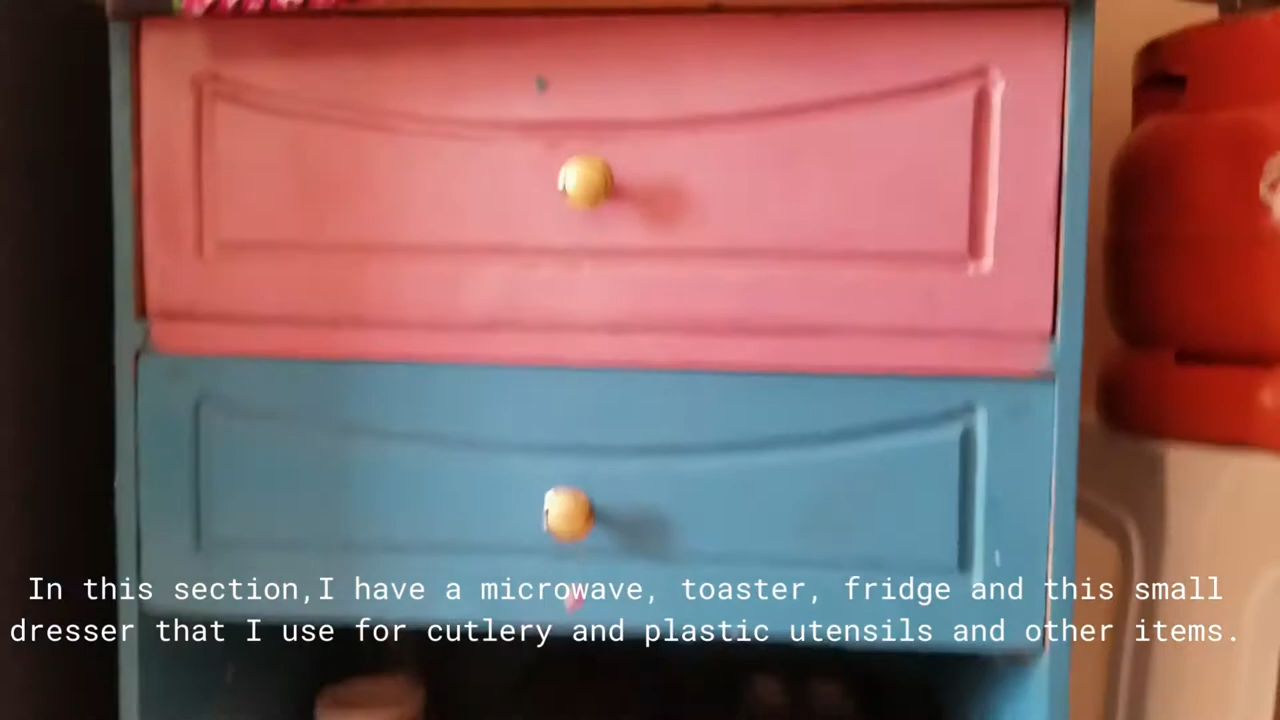 In this section,I have a microwave, toaster, fridge and this small
dresser that I use for cutlery and plastic utensils and other items.